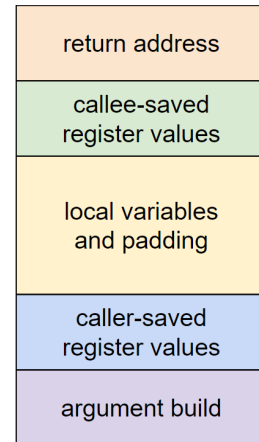 return address
callee-saved
register values
local variables
and padding
caller-saved
register values
argument build